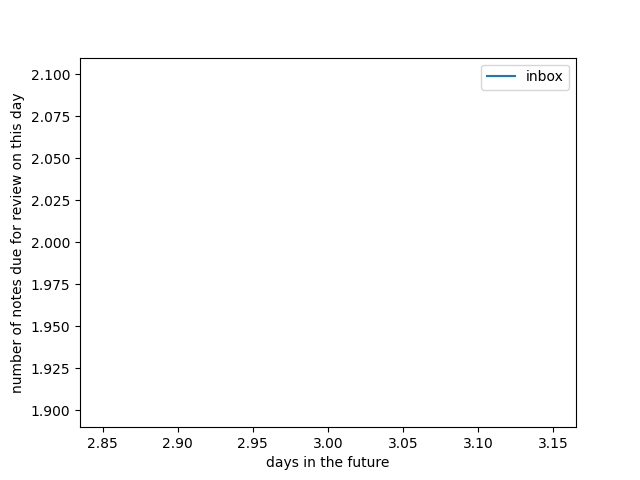 2.100
2.075
2.050
2.025
2.000
1.975
1.950
1.925
1.900
number of notes due for review on this day
inbox
2.85 2.90 2.95 3.00 3.05 3.10 3.15
days in the future